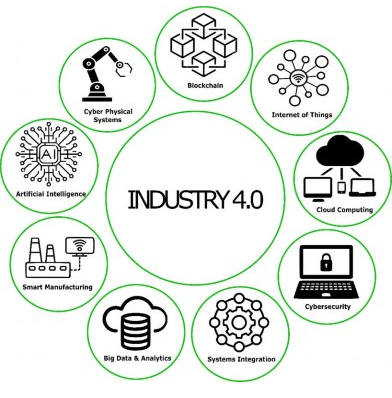 Blockchain
Internet of Things
Cloud Computing
Cybersecurity
Systems Integration
Big Data & Analytics
Smart Manufacturing
AI
Artificial Intelligence
Cyber Physical
Systems
INDUSTRY 4.0